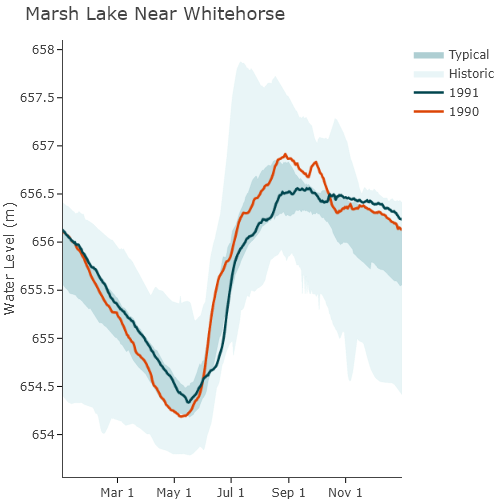 Marsh Lake Near Whitehorse
658
657.5
657
656.5
656
655.5
655
654.5
654
Water Level (m)
Mar 1
May 1
Jul 1
Sep 1
Nov 1
Typical
Historic
1991
1990